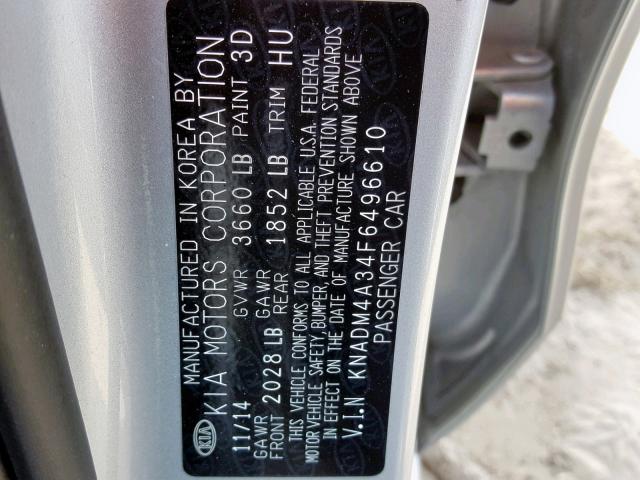 MANUFACTURED IN KOREA BY
KIA KIA MOTORS CORPORATION
11/14 GVWR 3660 LB PAINT 3D
GAWR FRONT 2028 LB GAWR REAR 1852 LB TRIM HU
THIS VEHICLE CONFORMS TO ALL APPLICABLE U.S.A. FEDERAL
MOTOR VEHICLE SAFETY, BUMPER, AND THEFT PREVENTION STANDARDS
IN EFFECT ON THE DATE OF MANUFACTURE SHOWN ABOVE
V.I.N KNADM4A34F6496610
PASSENGER CAR